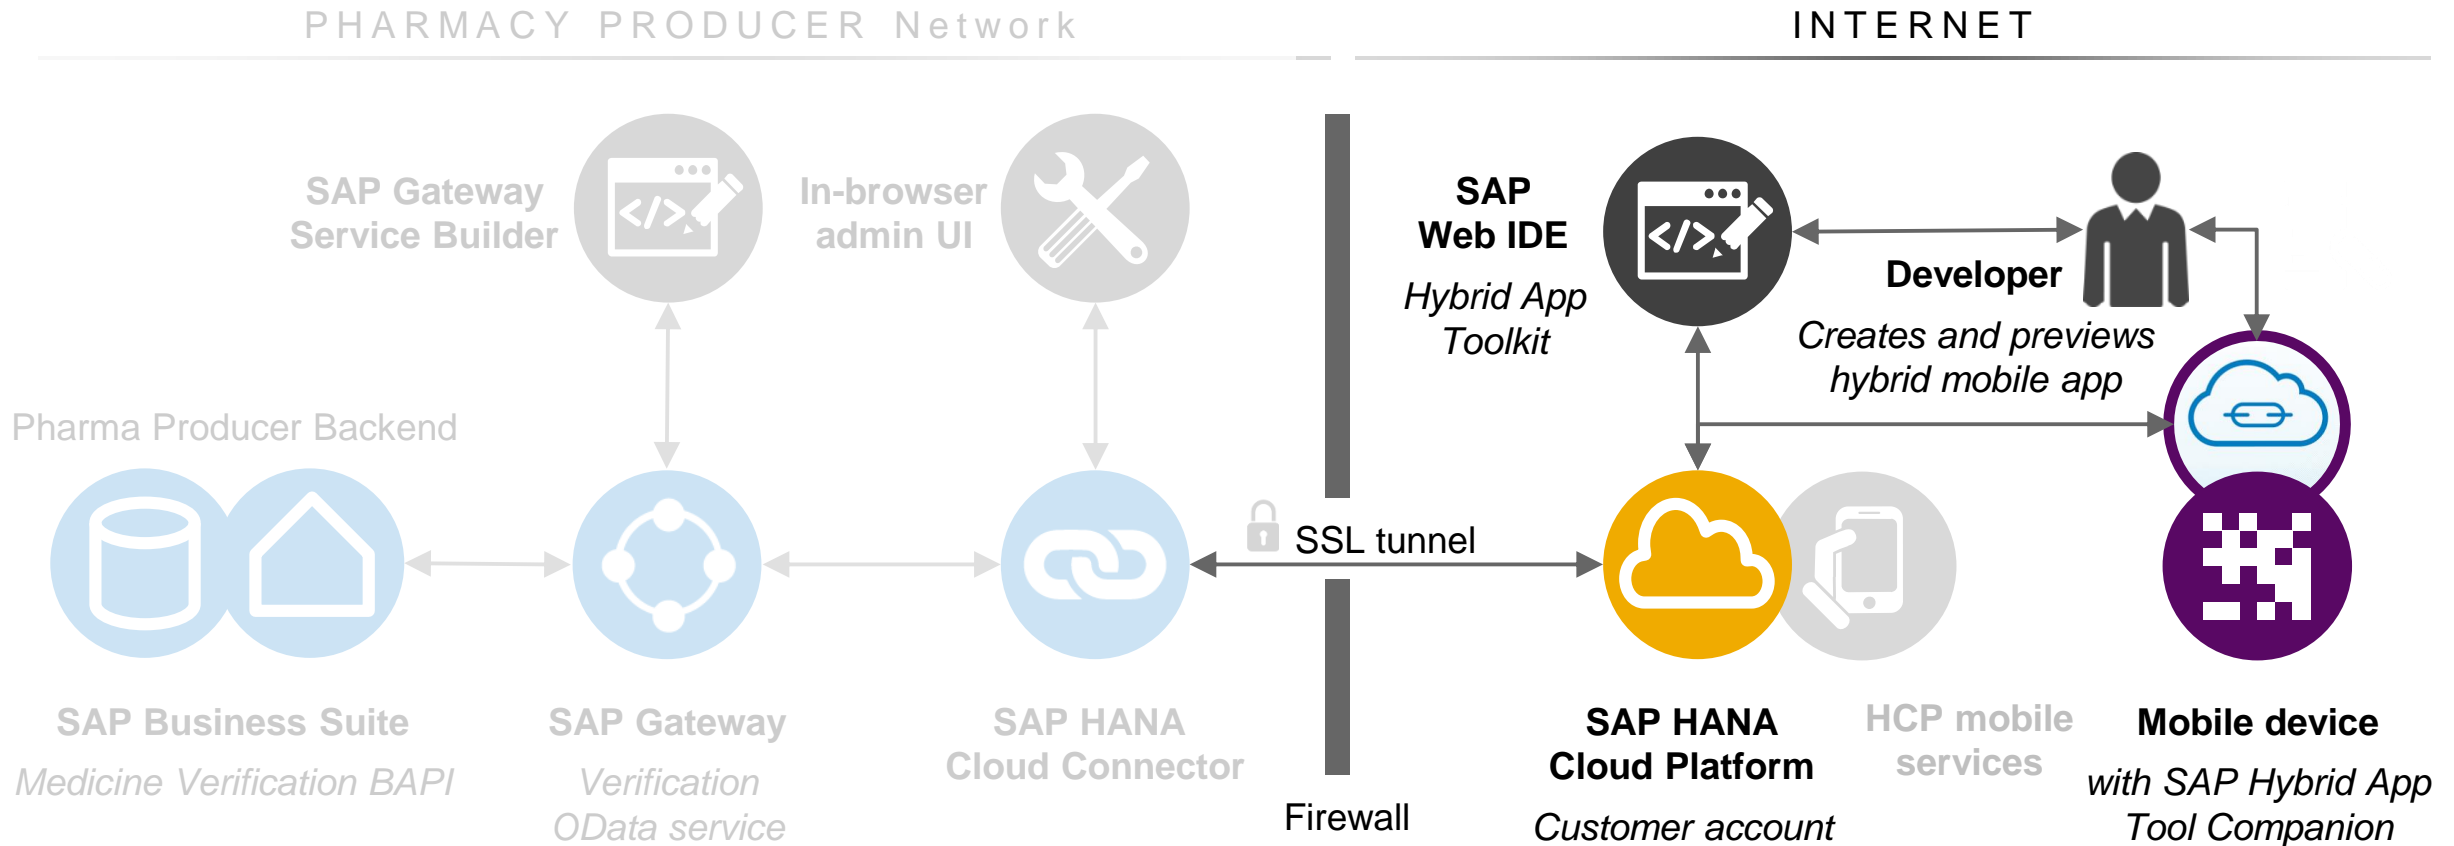 PHARMACY PRODUCER Network
INTERNET
SAP Gateway
Service Builder
In-browser
admin UI
SAP
Web IDE
Hybrid App
Toolkit
</>
</>
Developer
Creates and previews
hybrid mobile app
Pharma Producer Backend
SSL tunnel
SAP Business Suite
Medicine Verification BAPI
SAP Gateway
Verification
OData service
SAP HANA
Cloud Connector
Firewall
SAP HANA
Cloud Platform
Customer account
HCP mobile
services
Mobile device
with SAP Hybrid App
Tool Companion